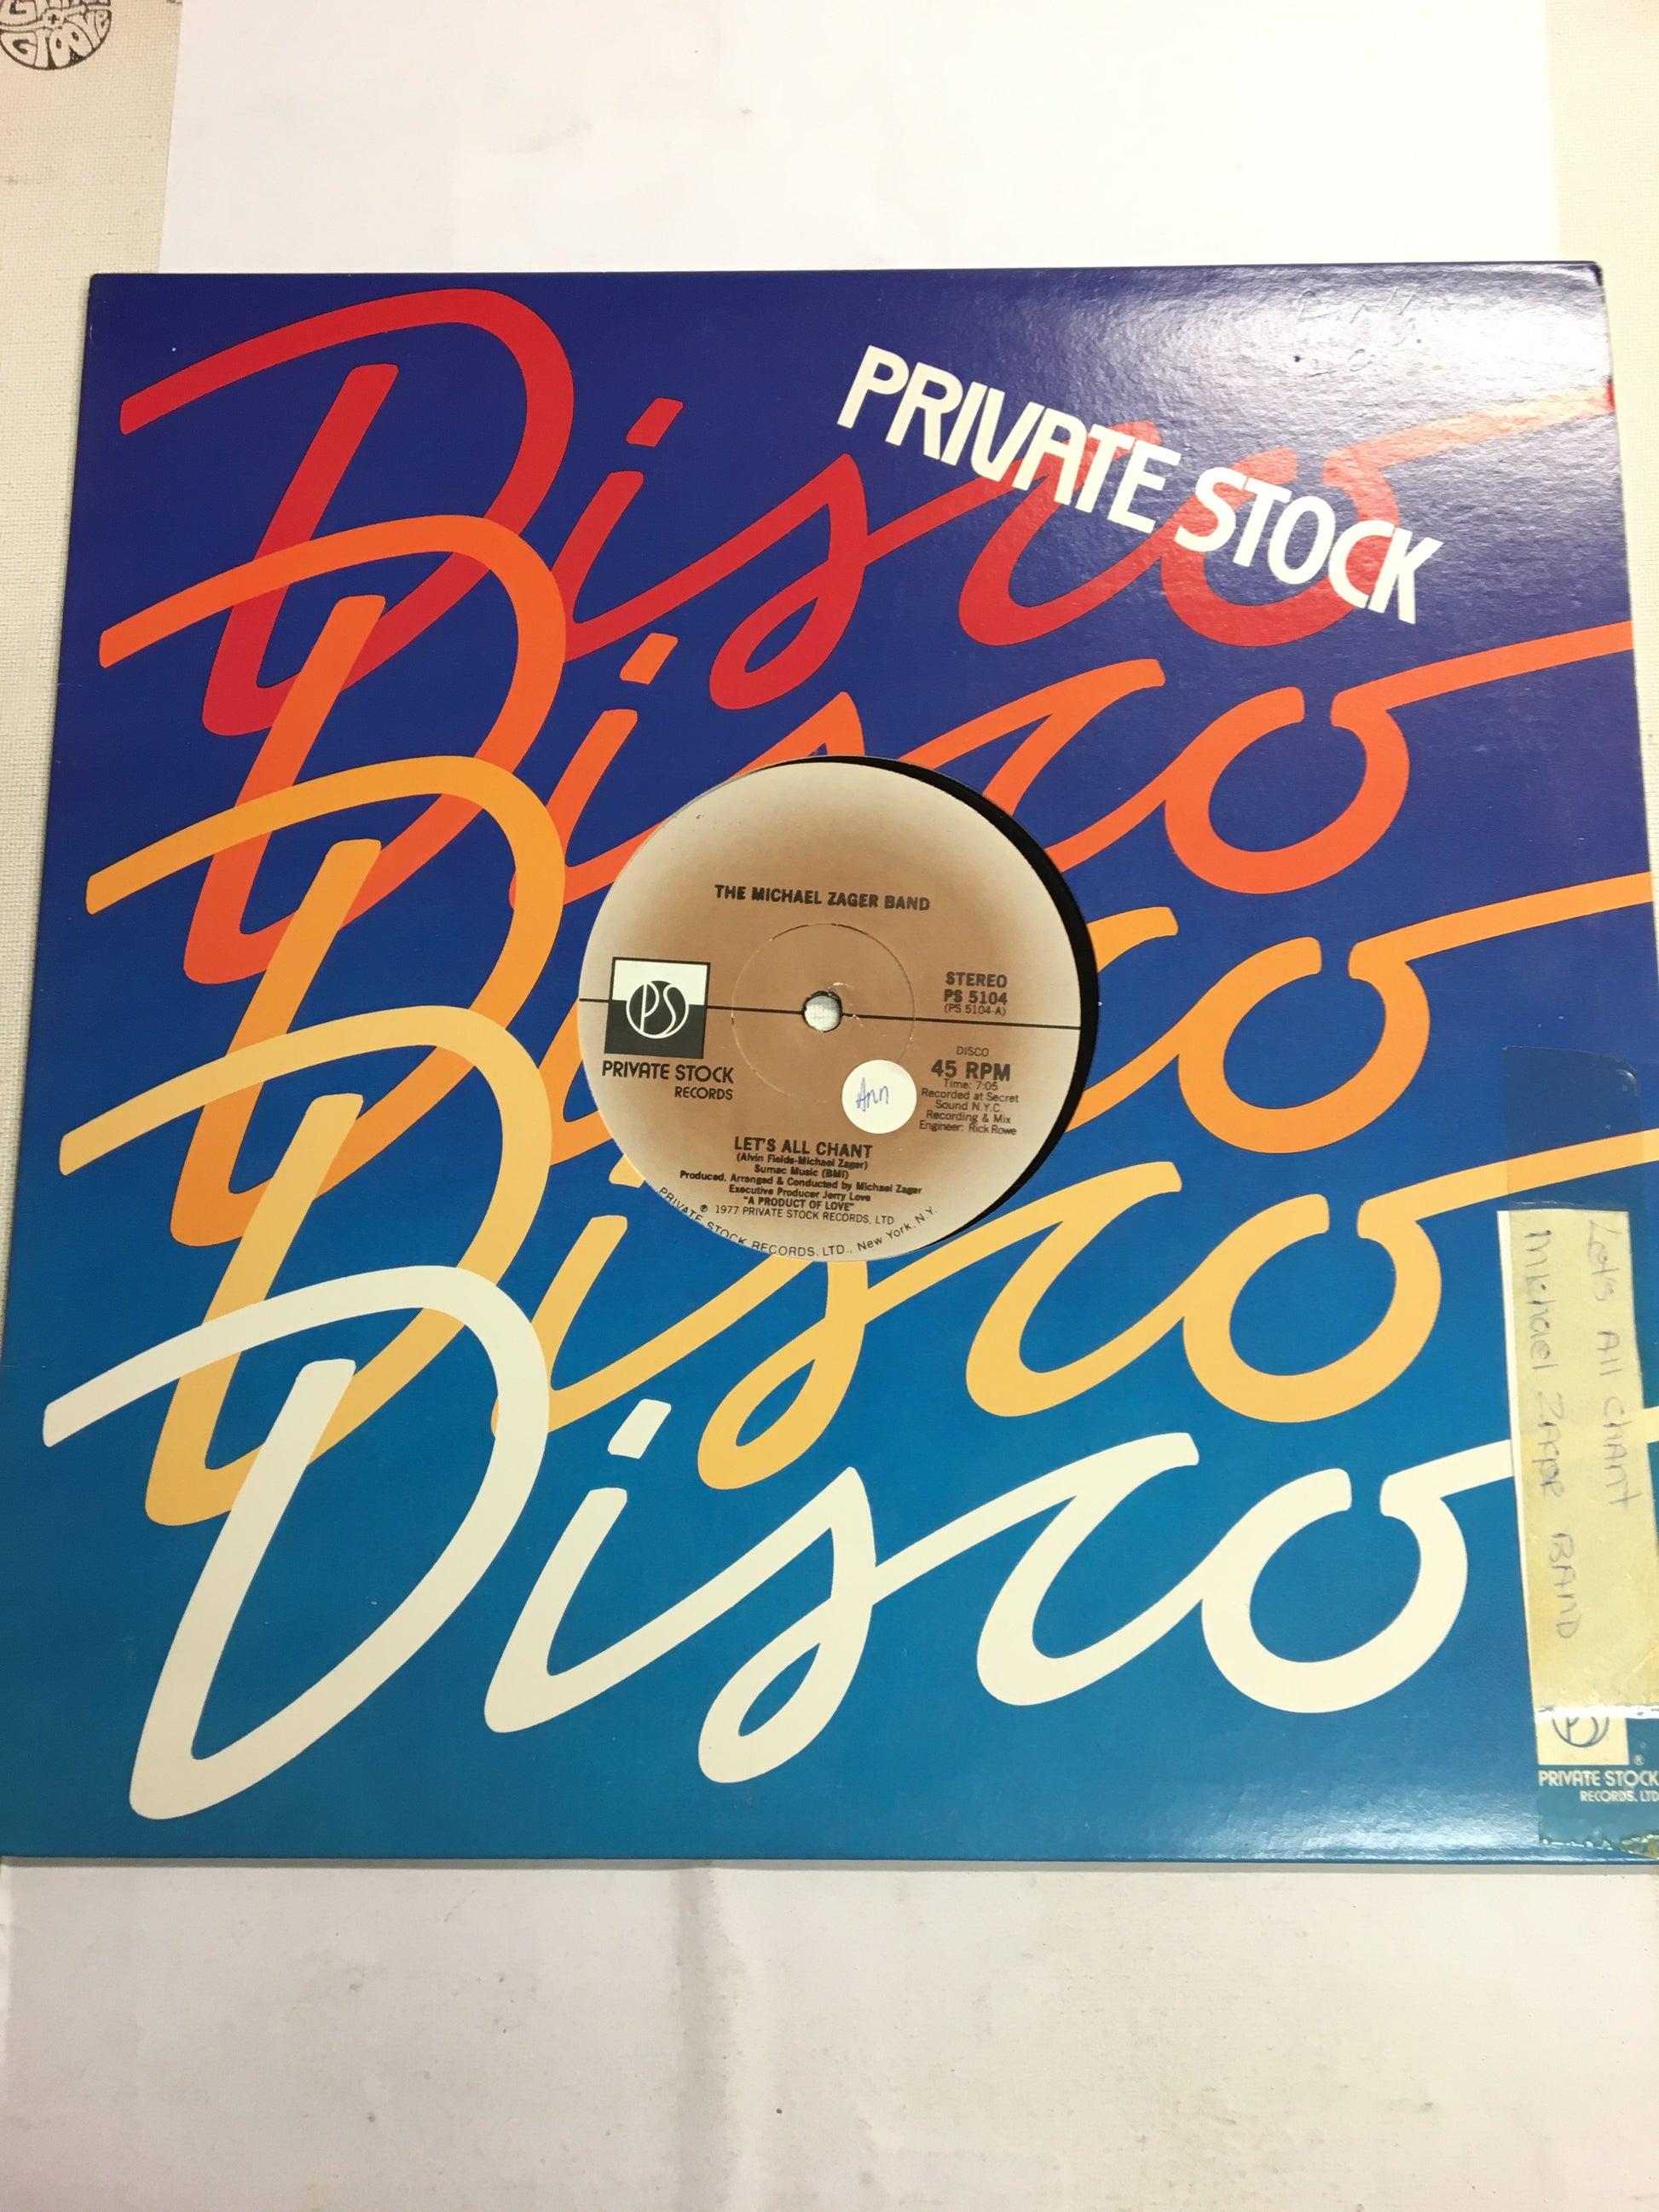 GROOVE
Disco
PRIVATE STOCK
Disco
Disco
Disco
Disco
THE MICHAEL ZAGER BAND
PS
PRIVATE STOCK
RECORDS
STEREO
PS 5104
(PS 5104-A)
DISCO
45 RPM
Time: 7:05
Recorded at Secret
Sound N.Y.C.
Recording & Mix
Engineer: Rick Rowe
Ann
LET'S ALL CHANT
(Alvin Fields-Michael Zager)
Sumac Music (BMI)
Produced, Arranged & Conducted by Michael Zager
Executive Producer Jerry Love
"A PRODUCT OF LOVE"
℗ 1977 PRIVATE STOCK RECORDS, LTD
PRIVATE STOCK RECORDS. LTD., New York, N.Y.
Let's All Chant
Michael BAND
PS
®
PRIVATE STOCK
RECORDS. LTD